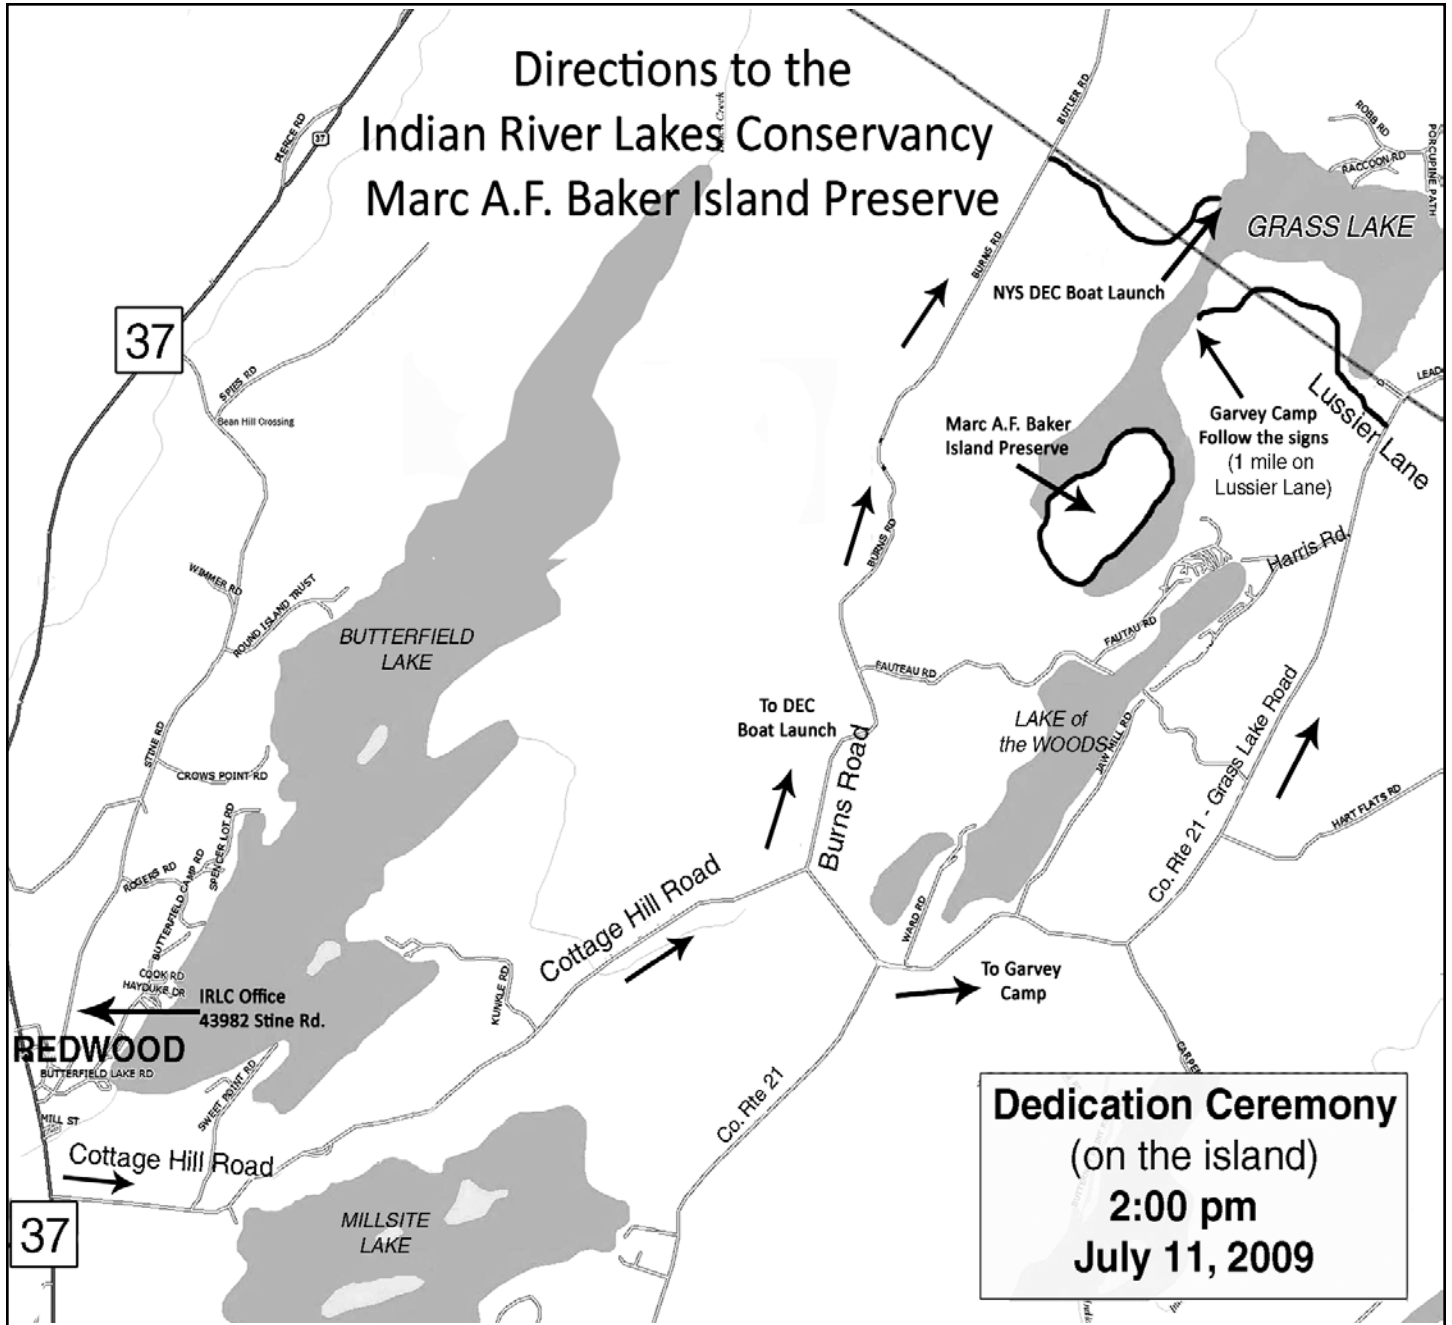 Directions to the
Indian River Lakes Conservancy
Marc A.F. Baker Island Preserve
PIERCE RD
37
BUTLER RD
ROBB RD
RACCOON RD
PORCUPINE PATH
GRASS LAKE
BURNS RD
NYS DEC Boat Launch
37
SPIES RD
Bean Hill Crossing
LEAD
Lussier Lane
Garvey Camp
Follow the signs
(1 mile on
Lussier Lane)
Marc A.F. Baker
Island Preserve
BURNS RD
Harris Rd.
WIMMER RD
ROUND ISLAND TRUST
BUTTERFIELD
LAKE
FAUTAU RD
FAUTEAU RD
To DEC
Boat Launch
LAKE of
the WOODS
JAW MILL RD
STINE RD
CROWS POINT RD
Burns Road
Co. Rte 21 - Grass Lake Road
HART FLATS RD
SPENCER LOT RD
ROGERS RD
BUTTERFIELD CAMP RD
Cottage Hill Road
WARD RD
COOK RD
HAYDUKE DR
KUNKLE RD
To Garvey
Camp
IRLC Office
43982 Stine Rd.
REDWOOD
BUTTERFIELD LAKE RD
SWEET POINT RD
MILL ST
Cottage Hill Road
Co. Rte 21
37
MILLSITE
LAKE
Dedication Ceremony
(on the island)
2:00 pm
July 11, 2009